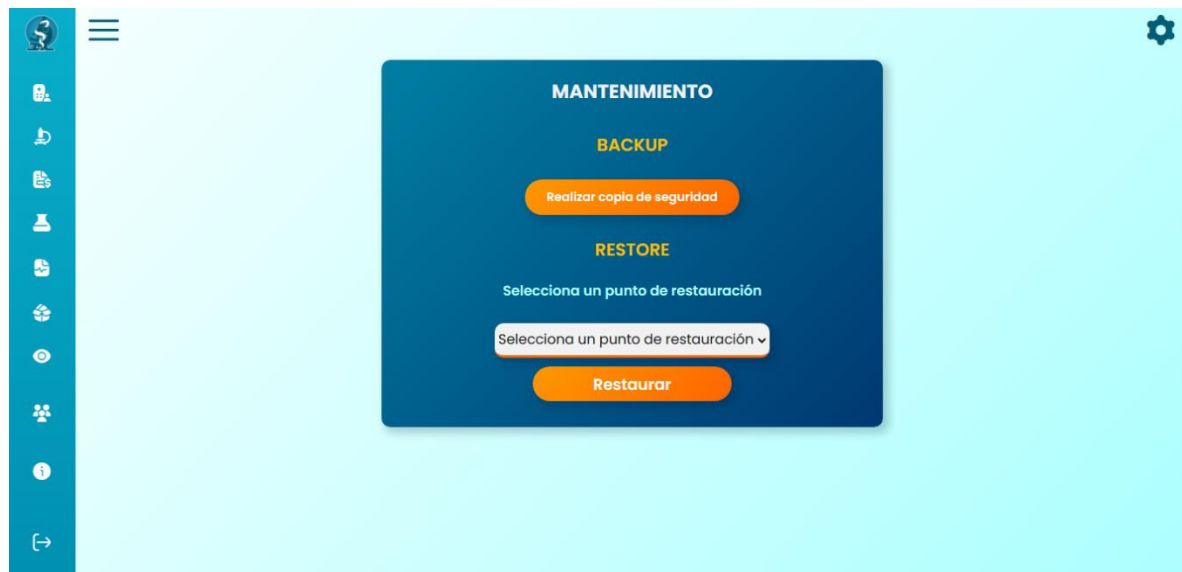 MANTENIMIENTO
BACKUP
Realizar copia de seguridad
RESTORE
Selecciona un punto de restauración
Selecciona un punto de restauración
Restaurar